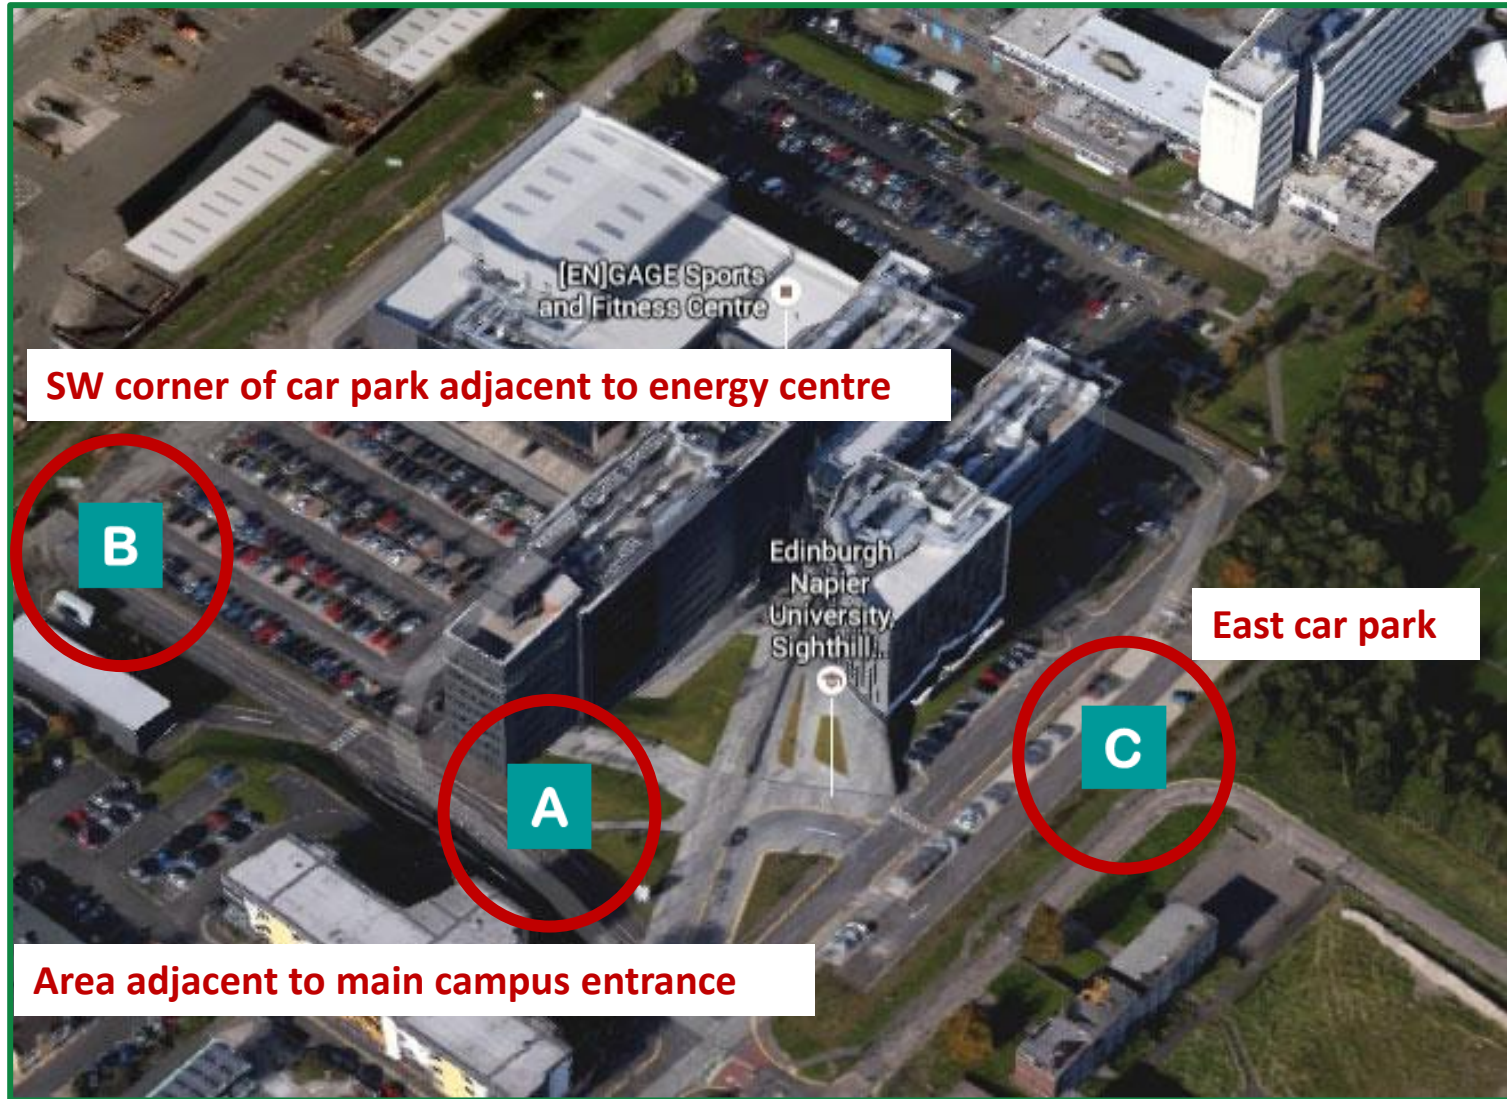 [EN]GAGE Sports
and Fitness Centre
SW corner of car park adjacent to energy centre
B
Edinburgh
Napier
University,
Sighthill...
East car park
C
A
Area adjacent to main campus entrance